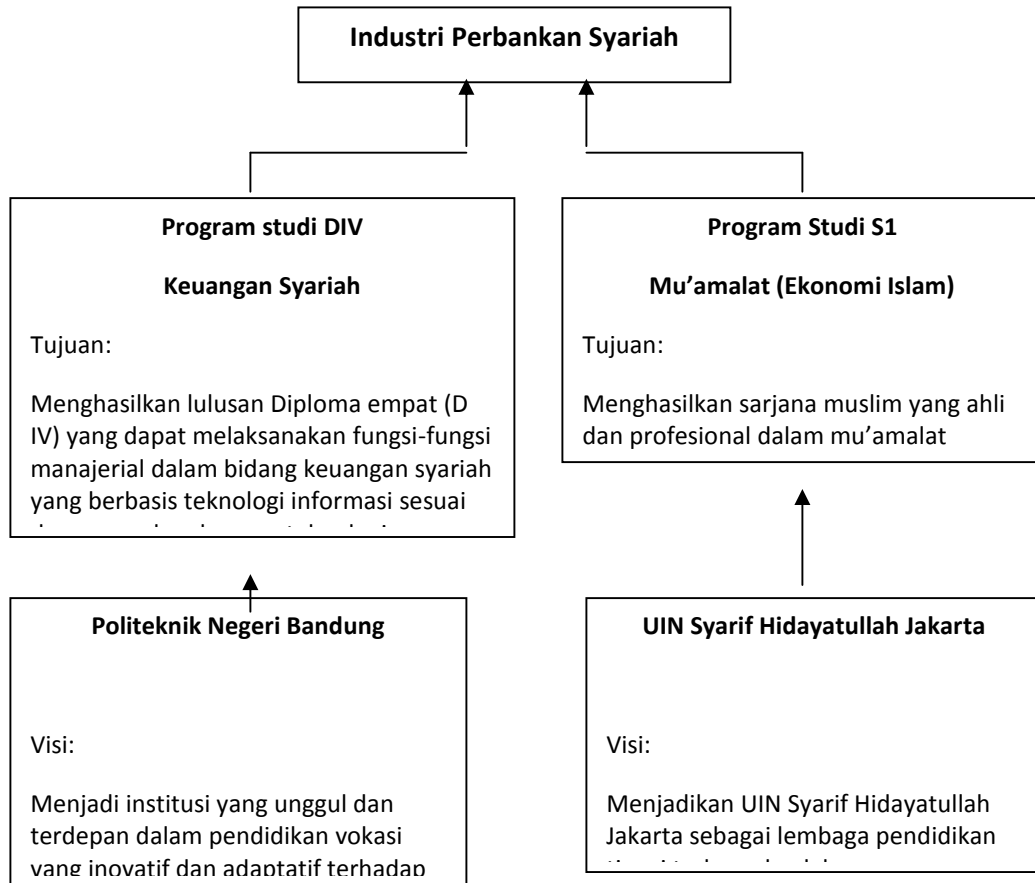 Industri Perbankan Syariah
Program studi DIV
Keuangan Syariah
Tujuan:
Menghasilkan lulusan Diploma empat (D
IV) yang dapat melaksanakan fungsi-fungsi
manajerial dalam bidang keuangan syariah
yang berbasis teknologi informasi sesuai
Program Studi S1
Mu’amalat (Ekonomi Islam)
Tujuan:
Menghasilkan sarjana muslim yang ahli
dan profesional dalam mu’amalat
Politeknik Negeri Bandung
Visi:
Menjadi institusi yang unggul dan
terdepan dalam pendidikan vokasi
yang inovatif dan adaptatif terhadap
UIN Syarif Hidayatullah Jakarta
Visi:
Menjadikan UIN Syarif Hidayatullah
Jakarta sebagai lembaga pendidikan